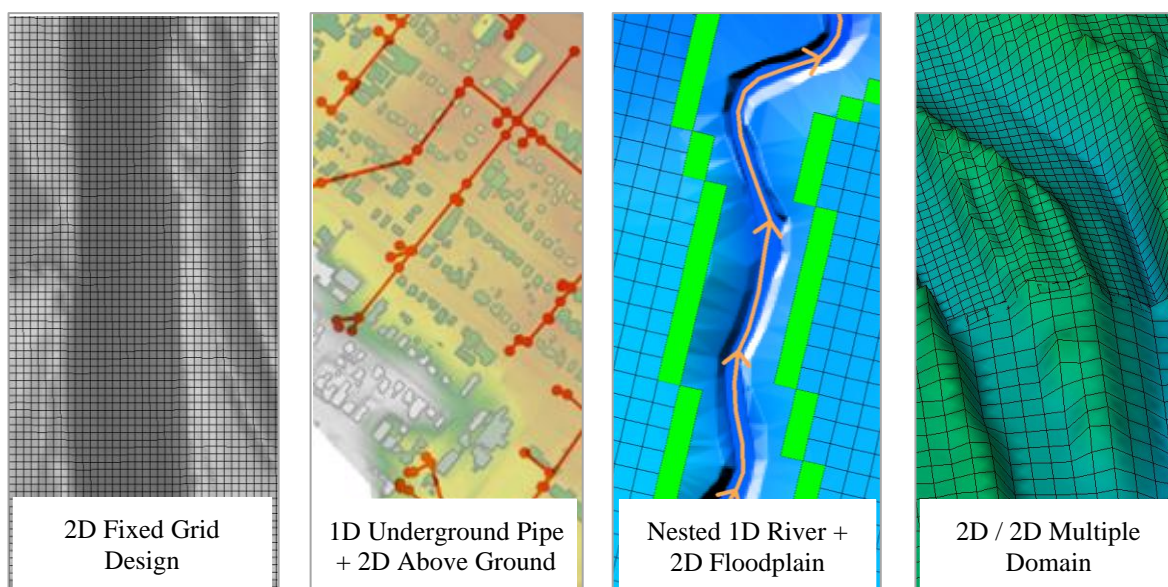 2D Fixed Grid
Design
1D Underground Pipe
+ 2D Above Ground
Nested 1D River +
2D Floodplain
2D / 2D Multiple
Domain